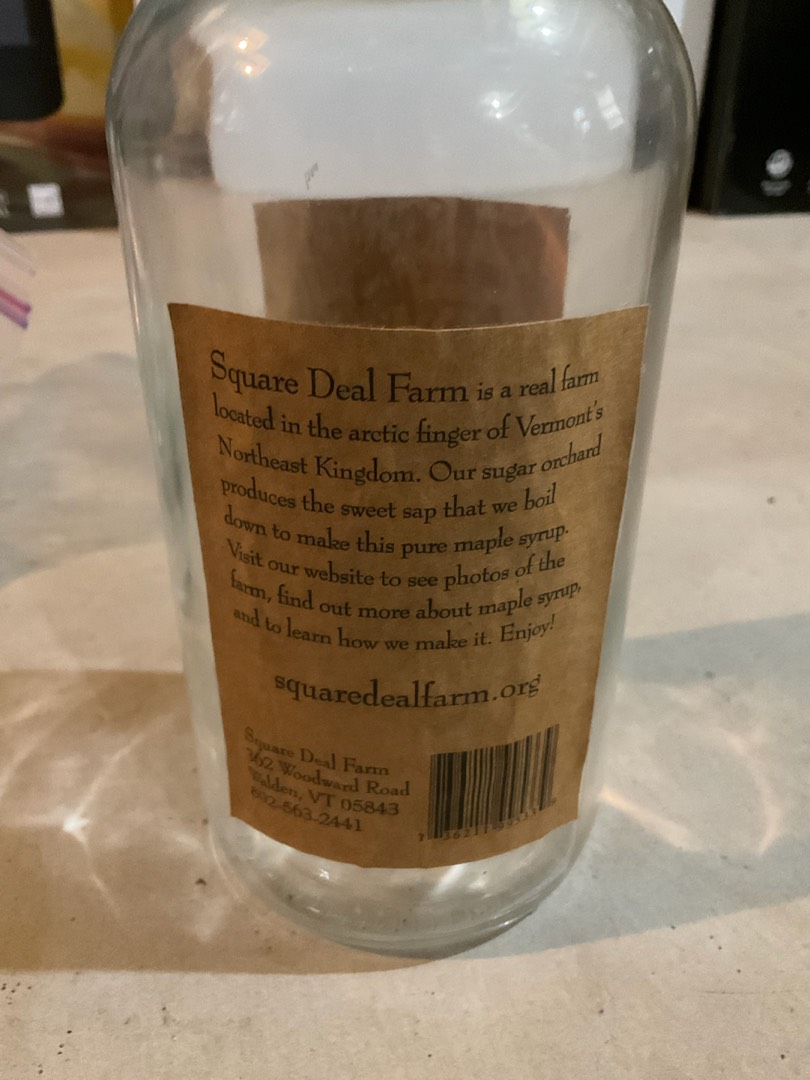 Square Deal Farm is a real farm
located in the arctic finger of Vermont's
Northeast Kingdom. Our sugar orchard
produces the sweet sap that we boil
down to make this pure maple syrup.
Visit our website to see photos of the
farm, find out more about maple syrup,
and to learn how we make it. Enjoy!
squaredealfarm.org
Square Deal Farm
362 Woodward Road
Walden, VT 05843
802-563-2441